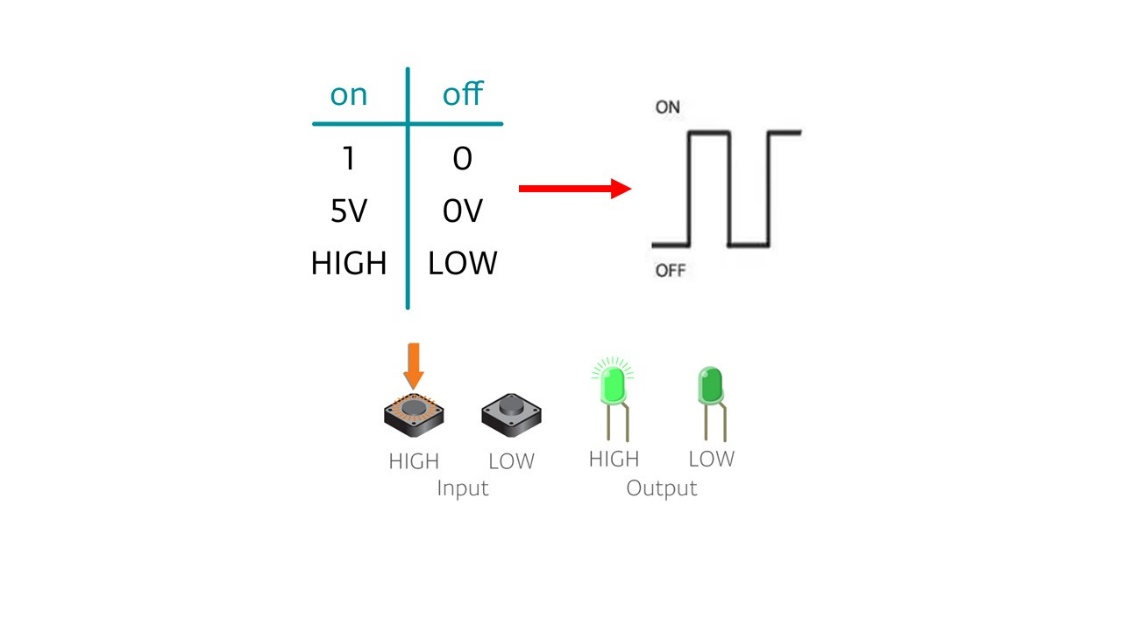 on off
1 0
5V 0V
HIGH LOW
ON
OFF
HIGH LOW
Input
HIGH LOW
Output